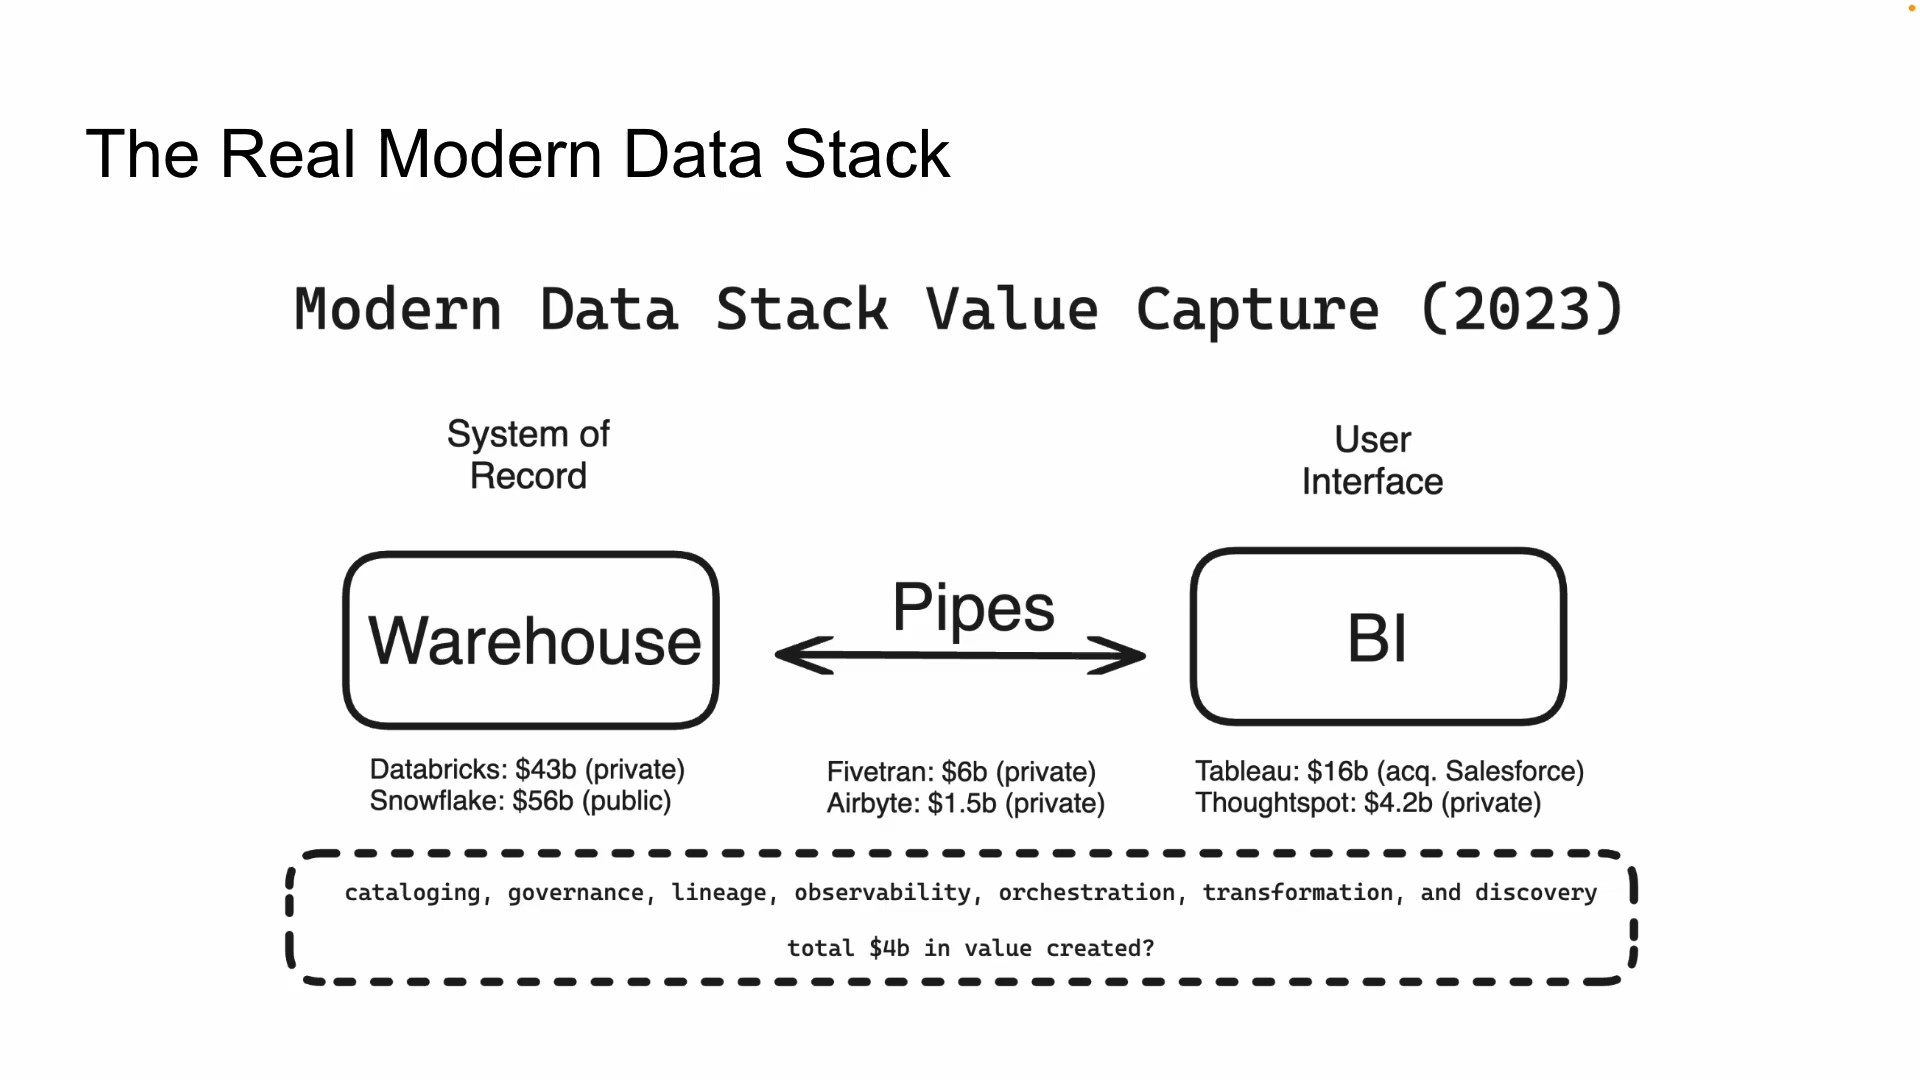 The Real Modern Data Stack
Modern Data Stack Value Capture (2023)
System of
Record
User
Interface
Warehouse
Pipes
BI
Databricks: $43b (private)
Snowflake: $56b (public)
Fivetran: $6b (private)
Airbyte: $1.5b (private)
Tableau: $16b (acq. Salesforce)
Thoughtspot: $4.2b (private)
cataloging, governance, lineage, observability, orchestration, transformation, and discovery
total $4b in value created?